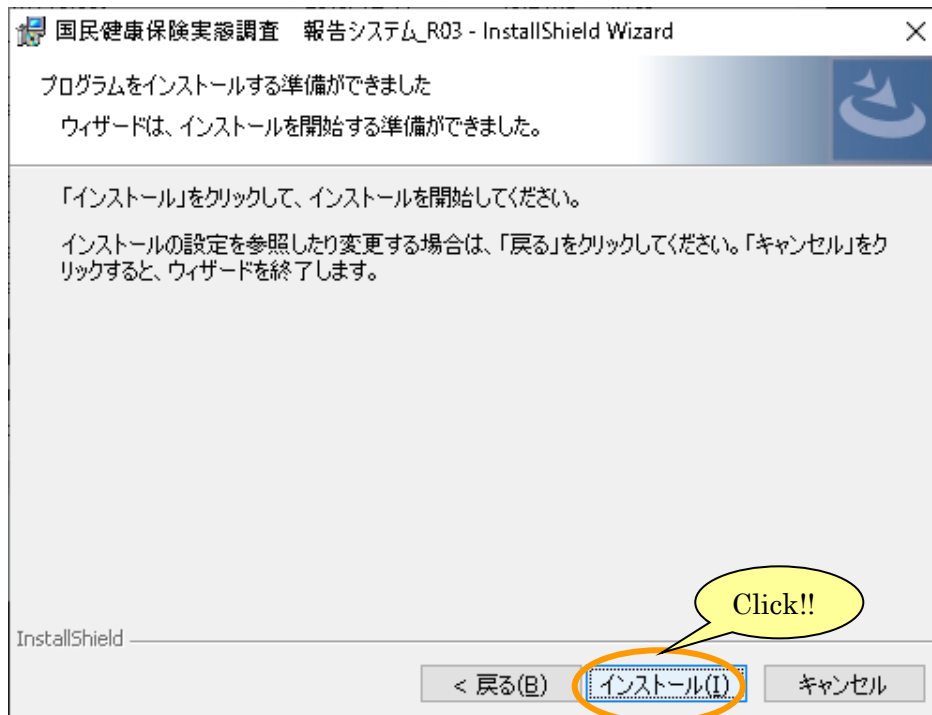 国民健康保険実態調査　報告システム_R03 - InstallShield Wizard
プログラムをインストールする準備ができました
ウィザードは、インストールを開始する準備ができました。
「インストール」をクリックして、インストールを開始してください。
インストールの設定を参照したり変更する場合は、「戻る」をクリックしてください。「キャンセル」をク
リックすると、ウィザードを終了します。
Click!!
InstallShield
< 戻る(B)
インストール(I)
キャンセル